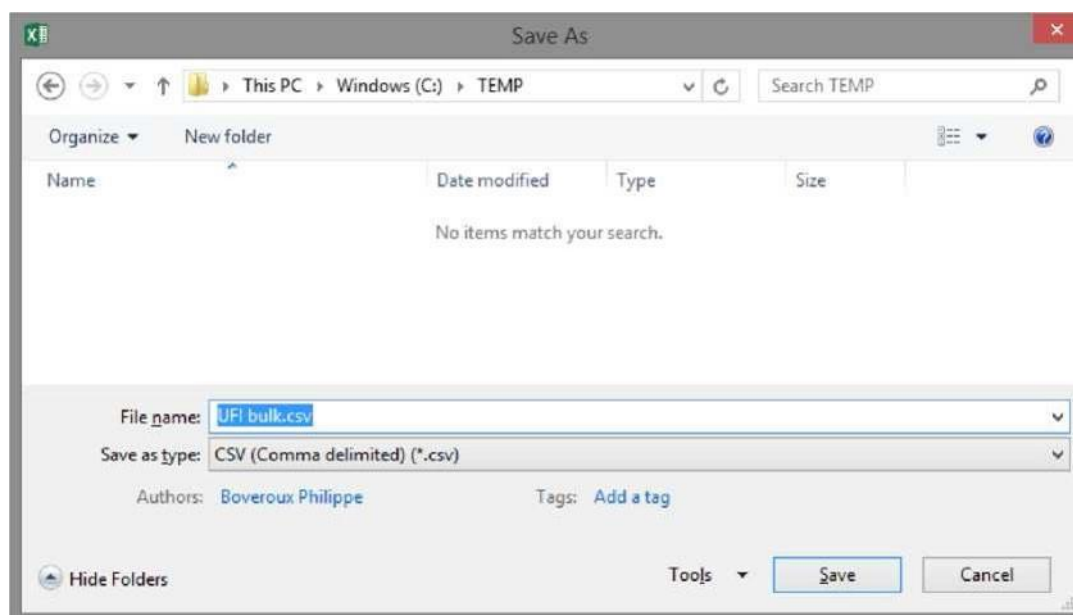 Save As
This PC Windows (C:) TEMP Search TEMP
Organize New folder
Name Date modified Type Size
No items match your search.
File name: UFI bulk.csv
Save as type: CSV (Comma delimited) (*.csv)
Authors: Boveroux Philippe Tags: Add a tag
Hide Folders Tools Save Cancel